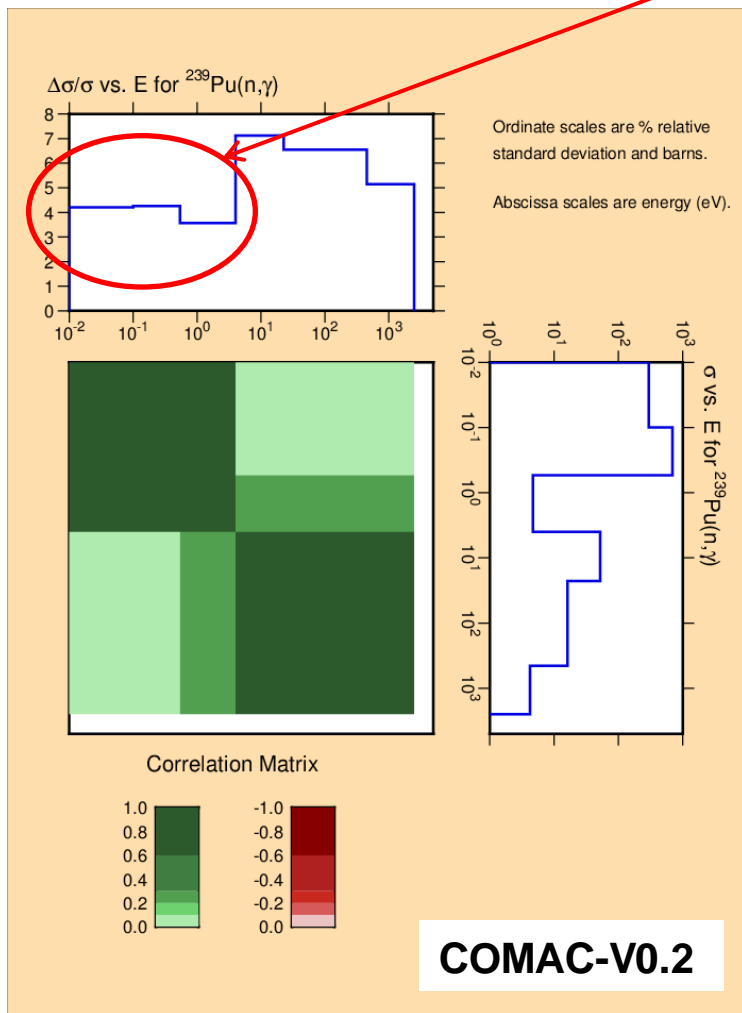 Δσ/σ vs. E for ²³⁹Pu(n,γ)
8
7
6
5
4
3
2
1
0
10⁻² 10⁻¹ 10⁰ 10¹ 10² 10³
Ordinate scales are % relative
standard deviation and barns.
Abscissa scales are energy (eV).
10⁰ 10¹ 10² 10³
10⁻²
10⁻¹
10⁰
10¹
10²
10³
σ vs. E for ²³⁹Pu(n,γ)
Correlation Matrix
1.0 -1.0
0.8 -0.8
0.6 -0.6
0.4 -0.4
0.2 -0.2
0.0 0.0
COMAC-V0.2